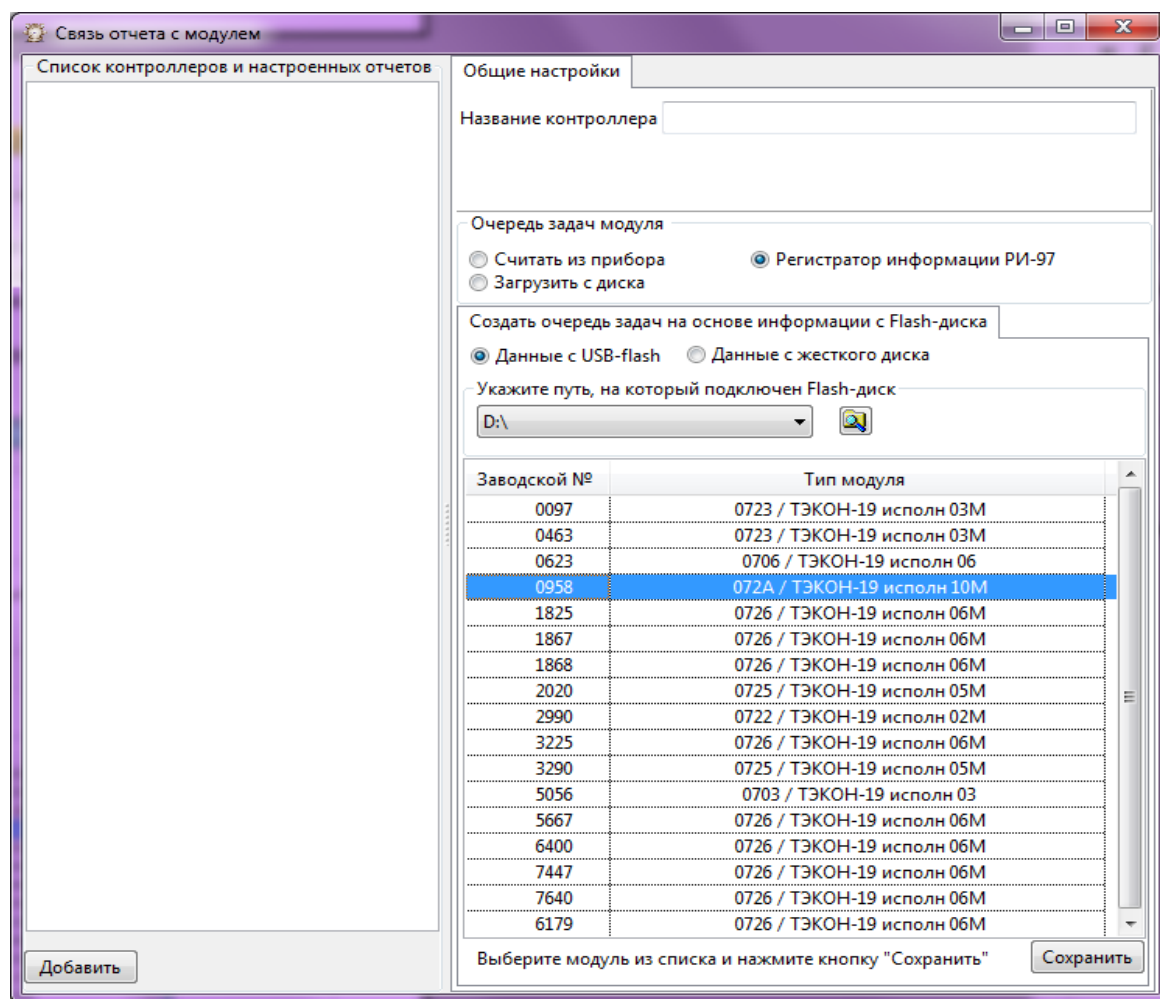 Связь отчета с модулем
Список контроллеров и настроенных отчетов
Общие настройки
Название контроллера
Очередь задач модуля
Считать из прибора
Регистратор информации РИ-97
Загрузить с диска
Создать очередь задач на основе информации с Flash-диска
Данные с USB-flash
Данные с жесткого диска
Укажите путь, на который подключен Flash-диск
D:\
Заводской № Тип модуля
0097 0723 / ТЭКОН-19 исполн 03М
0463 0723 / ТЭКОН-19 исполн 03М
0623 0706 / ТЭКОН-19 исполн 06
0958 072A / ТЭКОН-19 исполн 10М
1825 0726 / ТЭКОН-19 исполн 06М
1867 0726 / ТЭКОН-19 исполн 06М
1868 0726 / ТЭКОН-19 исполн 06М
2020 0725 / ТЭКОН-19 исполн 05М
2990 0722 / ТЭКОН-19 исполн 02М
3225 0726 / ТЭКОН-19 исполн 06М
3290 0725 / ТЭКОН-19 исполн 05М
5056 0703 / ТЭКОН-19 исполн 03
5667 0726 / ТЭКОН-19 исполн 06М
6400 0726 / ТЭКОН-19 исполн 06М
7447 0726 / ТЭКОН-19 исполн 06М
7640 0726 / ТЭКОН-19 исполн 06М
6179 0726 / ТЭКОН-19 исполн 06М
Выберите модуль из списка и нажмите кнопку "Сохранить"
Сохранить
Добавить